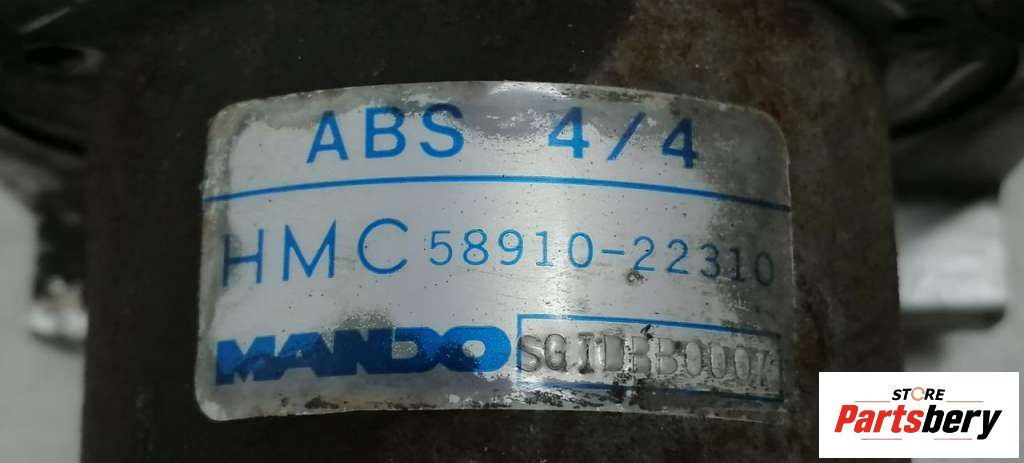 ABS 4/4
HMC 58910-22310
MANDO
STORE
Partsbery